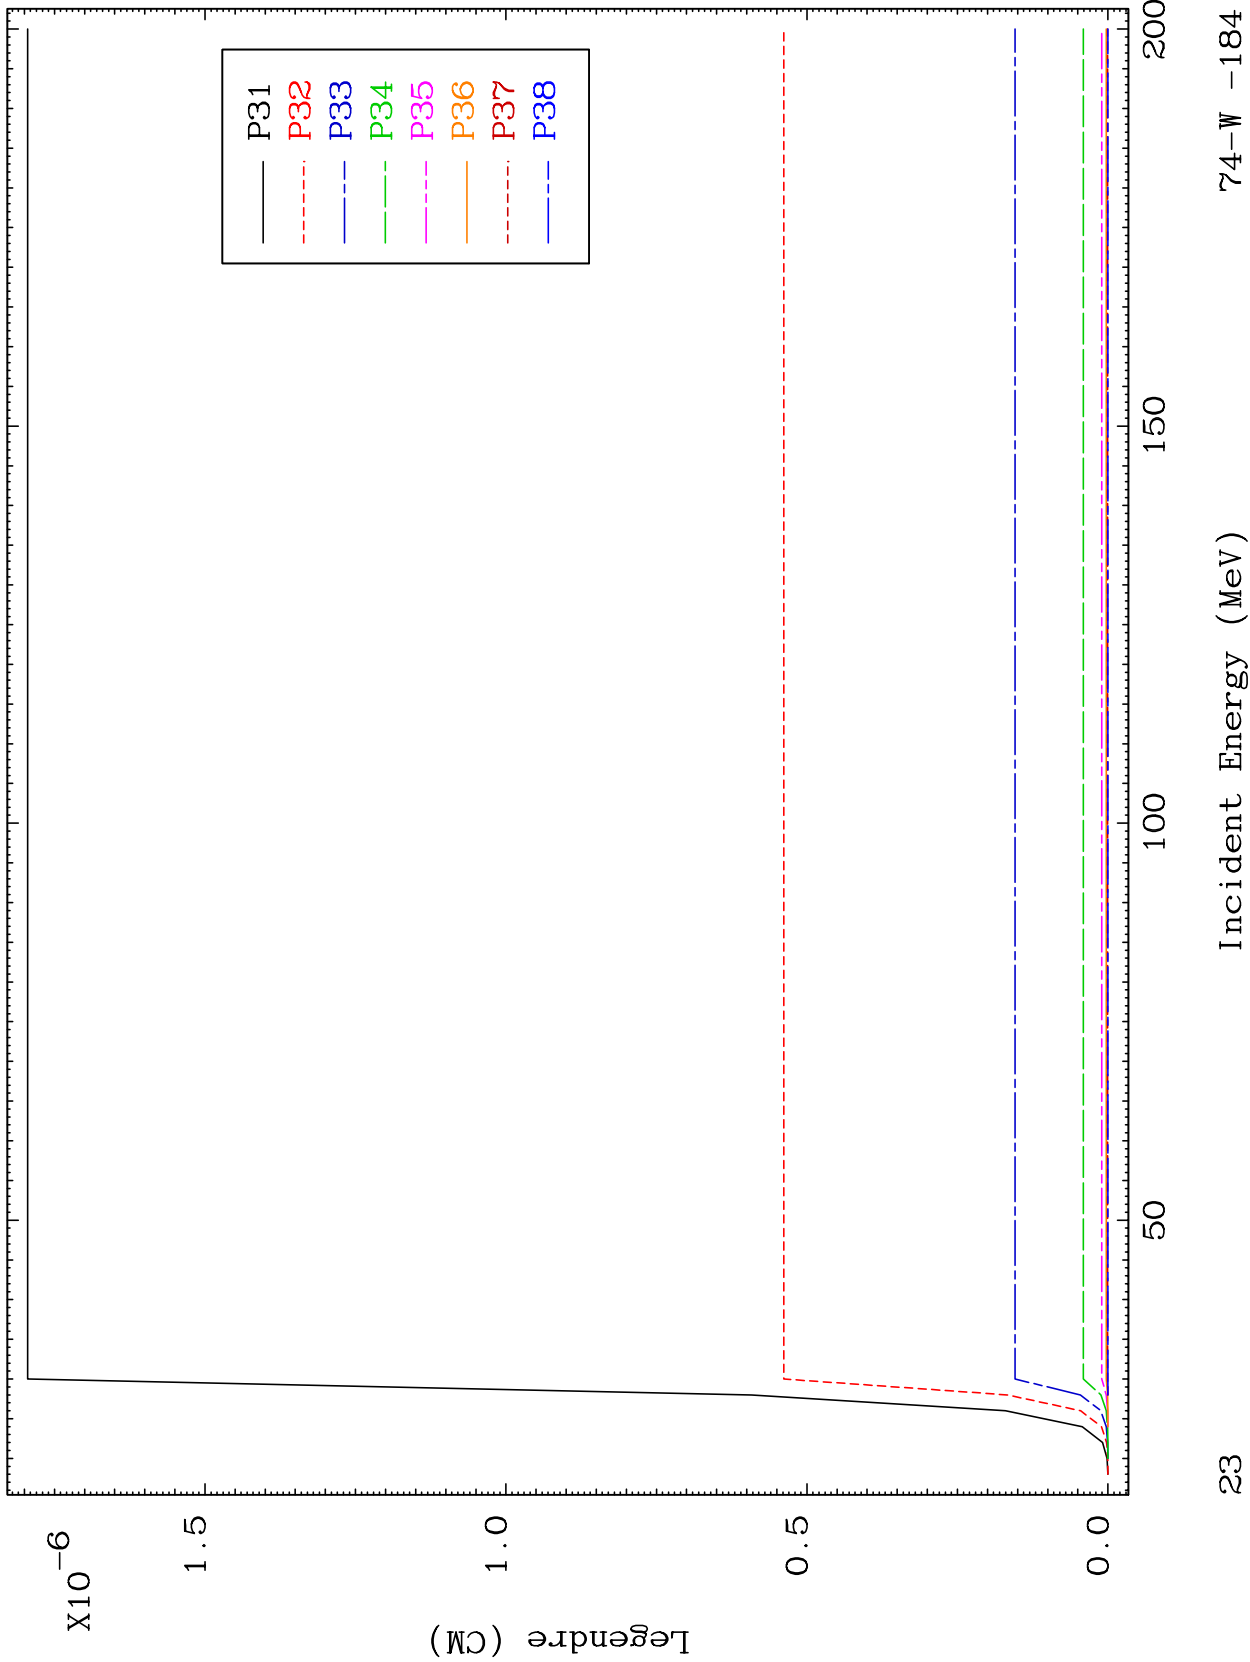 X10-6
1.5
1.0
0.5
0.0
Legendre (CM)
P31
P32
P33
P34
P35
P36
P37
P38
50
100
150
200
23
Incident Energy (MeV)
74-W -184